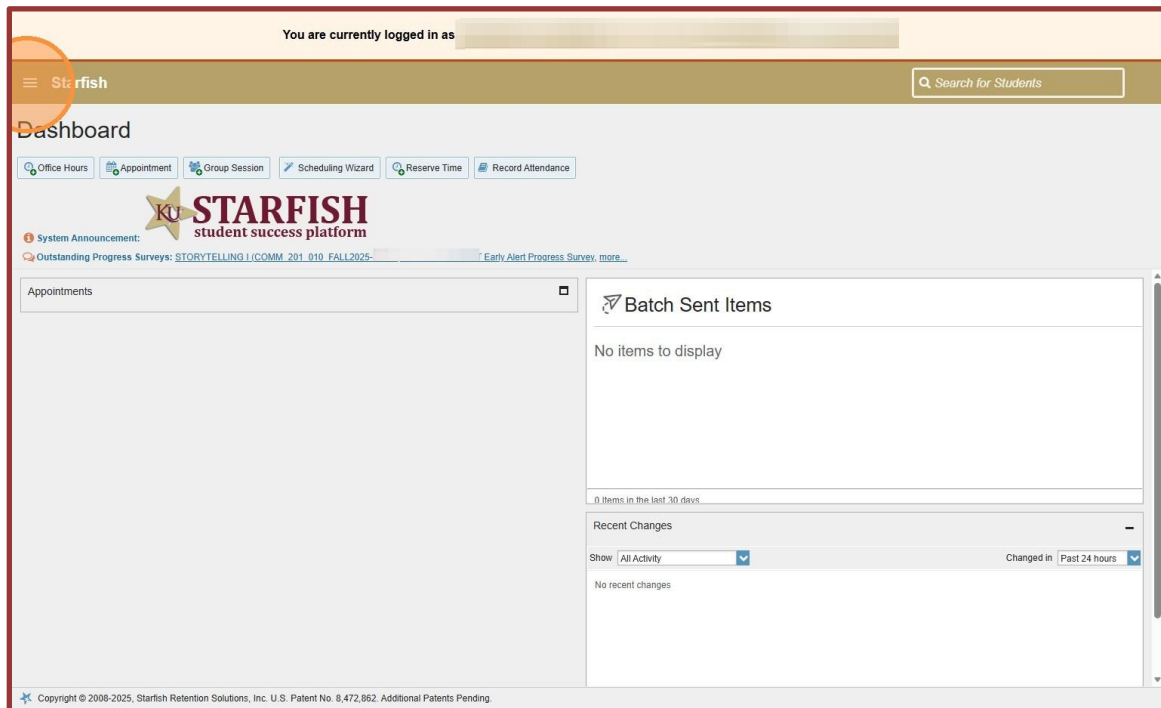 You are currently logged in as
Starfish
Search for Students
Dashboard
Office Hours Appointment Group Session Scheduling Wizard Reserve Time Record Attendance
KU STARFISH
student success platform
System Announcement:
Outstanding Progress Surveys: STORYTELLING I (COMM_201_010_FALL2025- Early Alert Progress Survey, more...
Appointments
Batch Sent Items
No items to display
0 Items in the last 30 days
Recent Changes
Show All Activity Changed in Past 24 hours
No recent changes
Copyright © 2008-2025, Starfish Retention Solutions, Inc. U.S. Patent No. 8,472,862. Additional Patents Pending.